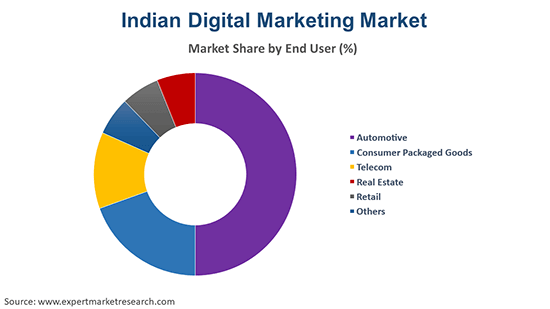 Indian Digital Marketing Market
Market Share by End User (%)
Automotive
Consumer Packaged Goods
Telecom
Real Estate
Retail
Others
Source: www.expertmarketresearch.com